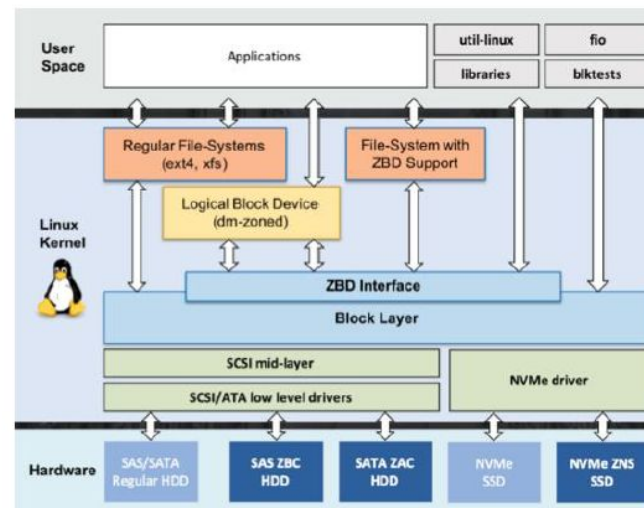 User
Space
Applications
util-linux
fio
libraries
blktests
Linux
Kernel
Regular File-Systems
(ext4, xfs)
File-System with
ZBD Support
Logical Block Device
(dm-zoned)
ZBD Interface
Block Layer
SCSI mid-layer
SCSI/ATA low level drivers
NVMe driver
Hardware
SAS/SATA
Regular HDD
SAS ZBC
HDD
SATA ZAC
HDD
NVMe
SSD
NVMe ZNS
SSD